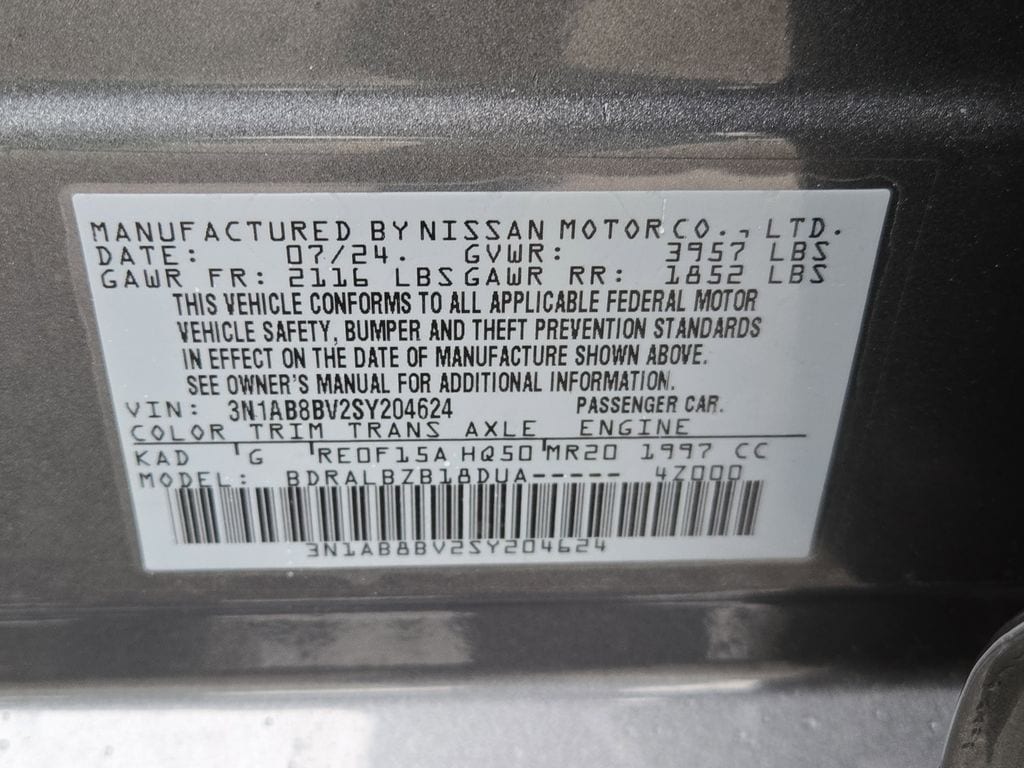 MANUFACTURED BY NISSAN MOTOR CO., LTD.
DATE: 07/24. GVWR: 3957 LBS
GAWR FR: 2116 LBS GAWR RR: 1852 LBS
THIS VEHICLE CONFORMS TO ALL APPLICABLE FEDERAL MOTOR
VEHICLE SAFETY, BUMPER AND THEFT PREVENTION STANDARDS
IN EFFECT ON THE DATE OF MANUFACTURE SHOWN ABOVE.
SEE OWNER'S MANUAL FOR ADDITIONAL INFORMATION.
VIN: 3N1AB8BV2SY204624 PASSENGER CAR.
COLOR TRIM TRANS AXLE ENGINE
KAD G RE0F15A HQ50 MR20 1997 CC
MODEL: BDRALBZB18DUA----- 4Z000
3N1AB8BV2SY204624